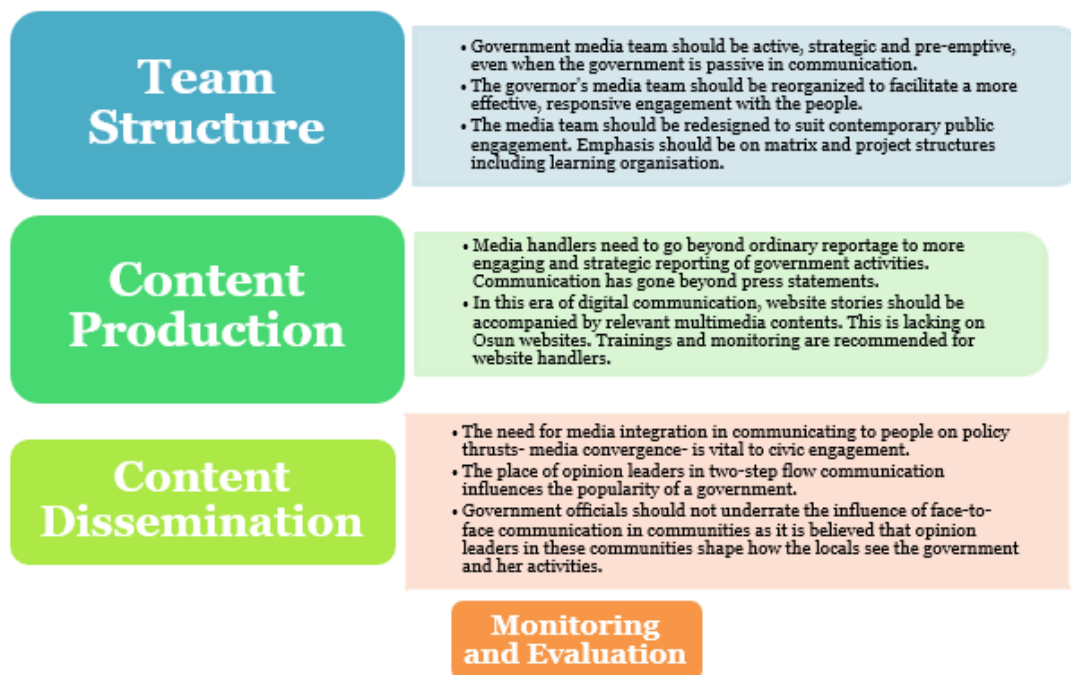 Team
Structure
• Government media team should be active, strategic and pre-emptive,
even when the government is passive in communication.
• The governor's media team should be reorganized to facilitate a more
effective, responsive engagement with the people.
• The media team should be redesigned to suit contemporary public
engagement. Emphasis should be on matrix and project structures
including learning organisation.
Content
Production
• Media handlers need to go beyond ordinary reportage to more
engaging and strategic reporting of government activities.
Communication has gone beyond press statements.
• In this era of digital communication, website stories should be
accompanied by relevant multimedia contents. This is lacking on
Osun websites. Trainings and monitoring are recommended for
website handlers.
Content
Dissemination
• The need for media integration in communicating to people on policy
thrusts- media convergence- is vital to civic engagement.
• The place of opinion leaders in two-step flow communication
influences the popularity of a government.
• Government officials should not underrate the influence of face-to-
face communication in communities as it is believed that opinion
leaders in these communities shape how the locals see the government
and her activities.
Monitoring
and Evaluation